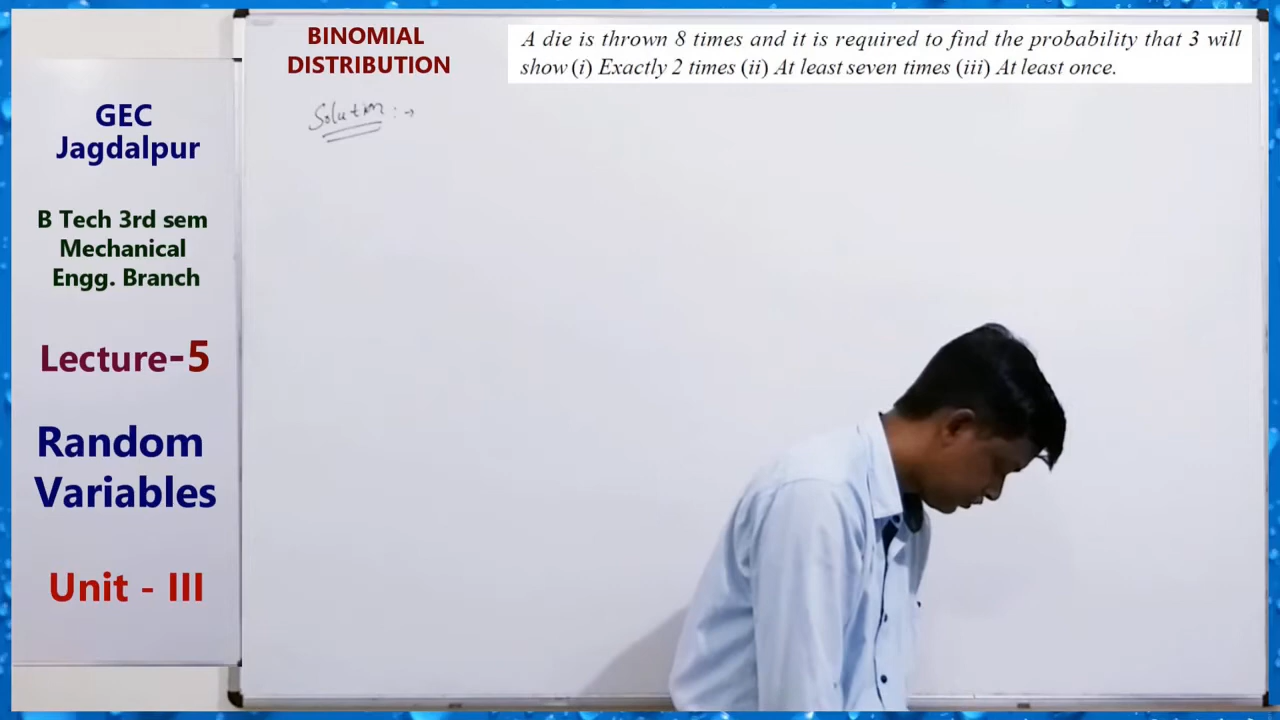 BINOMIAL
DISTRIBUTION
A die is thrown 8 times and it is required to find the probability that 3 will
show (i) Exactly 2 times (ii) At least seven times (iii) At least once.
Solution :→
GEC
Jagdalpur
B Tech 3rd sem
Mechanical
Engg. Branch
Lecture-5
Random
Variables
Unit - III